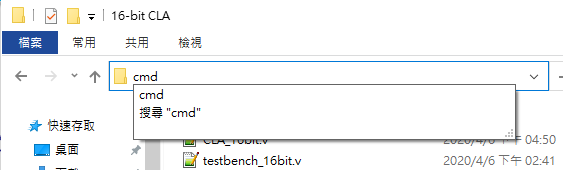 16-bit CLA
檔案 常用 共用 檢視
cmd
cmd
搜尋 "cmd"
快速存取
CLA_16bit.v 2020/4/6 下午 04:50
桌面
testbench_16bit.v 2020/4/6 下午 02:41